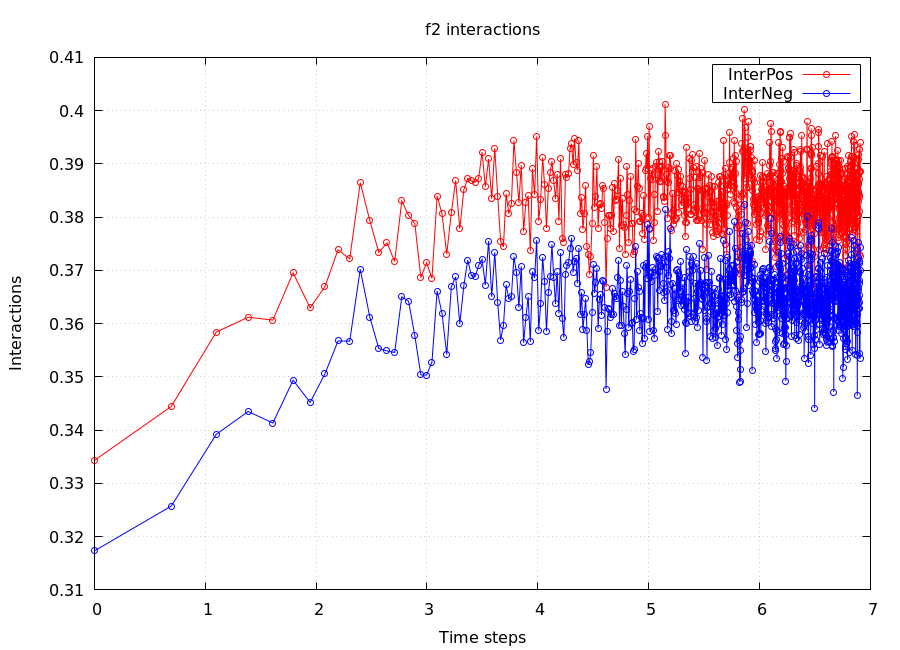 f2 interactions
InterPos
InterNeg
Interactions
0.41
0.4
0.39
0.38
0.37
0.36
0.35
0.34
0.33
0.32
0.31
0 1 2 3 4 5 6 7
Time steps